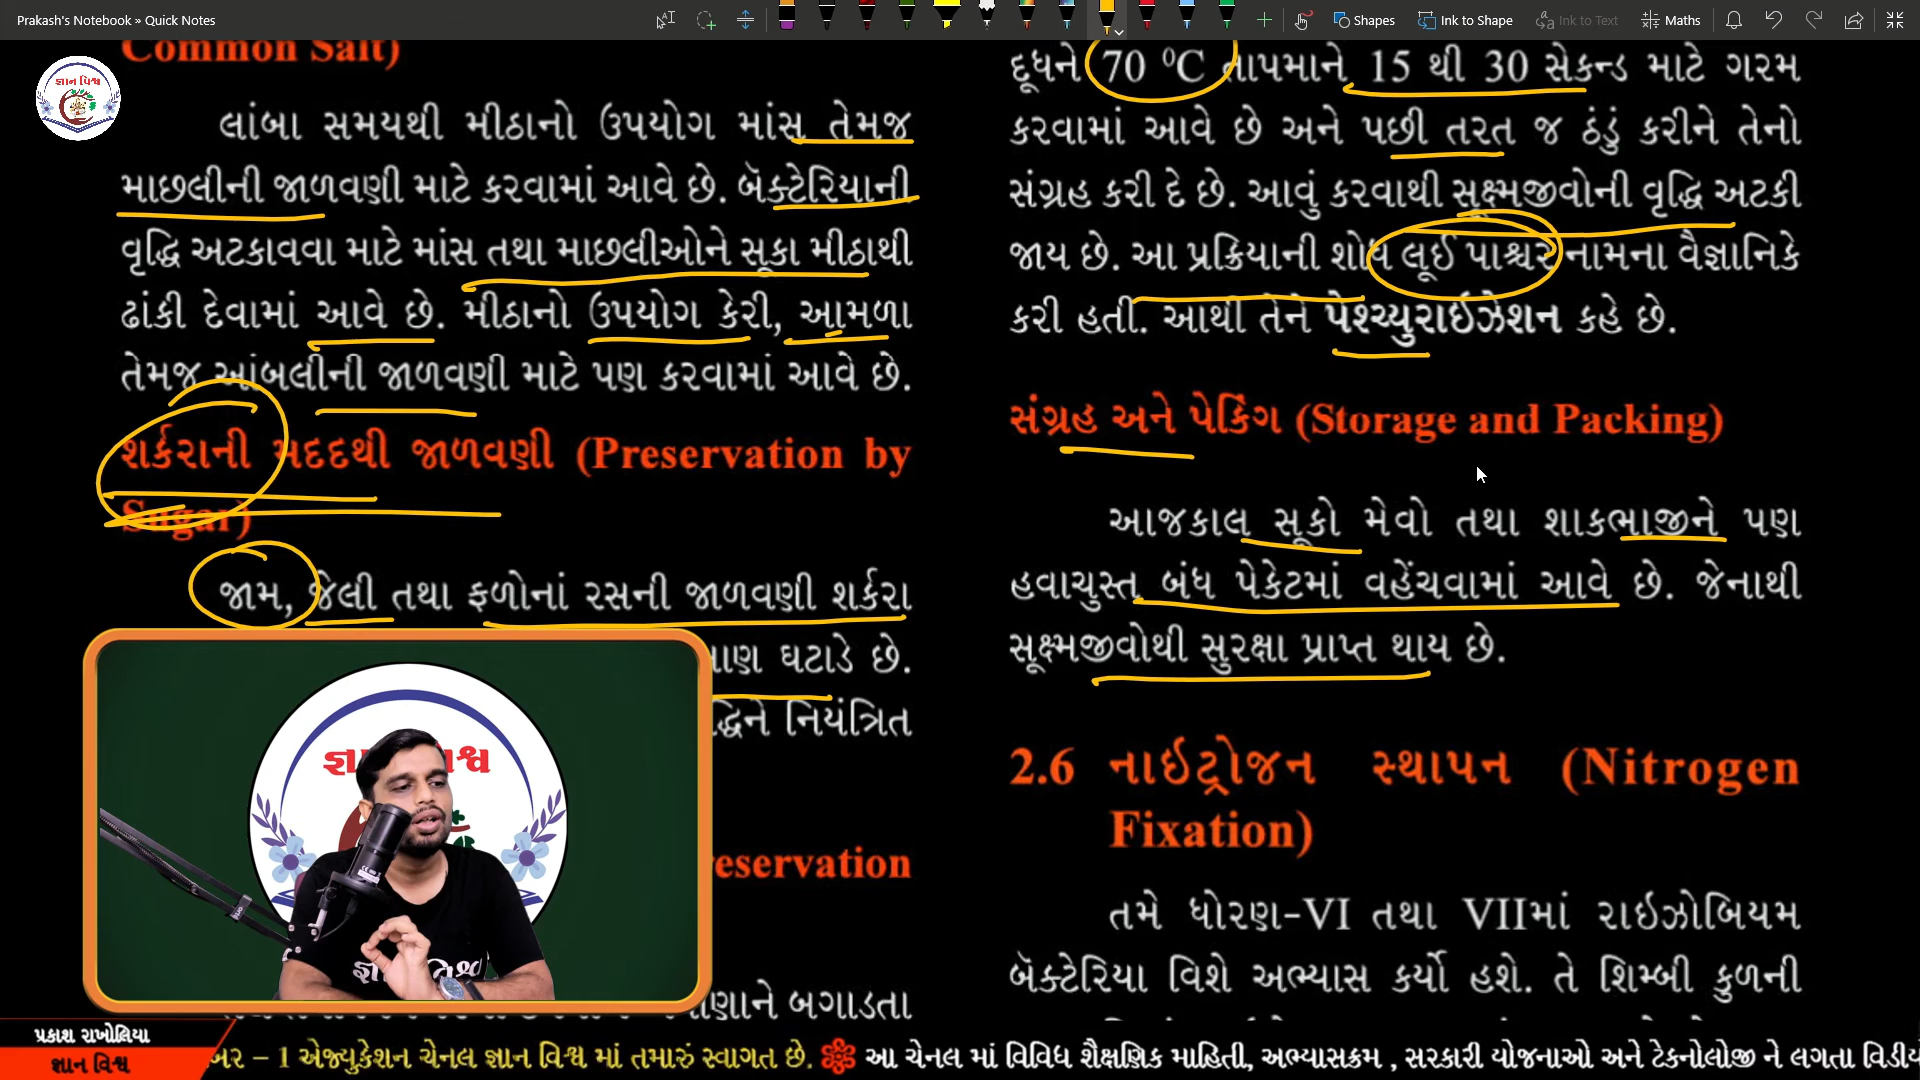 Prakash's Notebook » Quick Notes
Shapes
Ink to Shape
Ink to Text
Maths
જ્ઞાન વિશ્વ
Common Salt)
લાંબા સમયથી મીઠાનો ઉપયોગ માંસ તેમજ
માછલીની જાળવણી માટે કરવામાં આવે છે. બૅક્ટેરિયાની
વૃદ્ધિ અટકાવવા માટે માંસ તથા માછલીઓને સૂકા મીઠાથી
ઢાંકી દેવામાં આવે છે. મીઠાનો ઉપયોગ કેરી, આમળા
તેમજ આંબલીની જાળવણી માટે પણ કરવામાં આવે છે.
શર્કરાની મદદથી જાળવણી (Preservation by
Sugar)
જામ, જેલી તથા ફળોનાં રસની જાળવણી શર્કરા
ઘટાડે છે.
નિયંત્રિત
બગાડતા
દૂધને 70 ⁰C તાપમાને 15 થી 30 સેકન્ડ માટે ગરમ
કરવામાં આવે છે અને પછી તરત જ ઠંડું કરીને તેનો
સંગ્રહ કરી દે છે. આવું કરવાથી સૂક્ષ્મજીવોની વૃદ્ધિ અટકી
જાય છે. આ પ્રક્રિયાની શોધ લૂઈ પાશ્ચર નામના વૈજ્ઞાનિકે
કરી હતી. આથી તેને પેશ્ચ્યુરાઈઝેશન કહે છે.
સંગ્રહ અને પેકિંગ (Storage and Packing)
આજકાલ સૂકો મેવો તથા શાકભાજીને પણ
હવાચુસ્ત બંધ પેકેટમાં વહેંચવામાં આવે છે. જેનાથી
સૂક્ષ્મજીવોથી સુરક્ષા પ્રાપ્ત થાય છે.
2.6 નાઇટ્રોજન સ્થાપન (Nitrogen
Fixation)
તમે ધોરણ-VI તથા VIIમાં રાઇઝોબિયમ
બૅક્ટેરિયા વિશે અભ્યાસ કર્યો હશે. તે શિમ્બી કુળની
પ્રકાશ રાખોલિયા
જ્ઞાન વિશ્વ
– 1 એજ્યુકેશન ચેનલ જ્ઞાન વિશ્વ માં તમારું સ્વાગત છે. આ ચેનલ માં વિવિધ શૈક્ષણિક માહિતી, અભ્યાસક્રમ , સરકારી યોજનાઓ અને ટેકનોલોજી ને લગતા